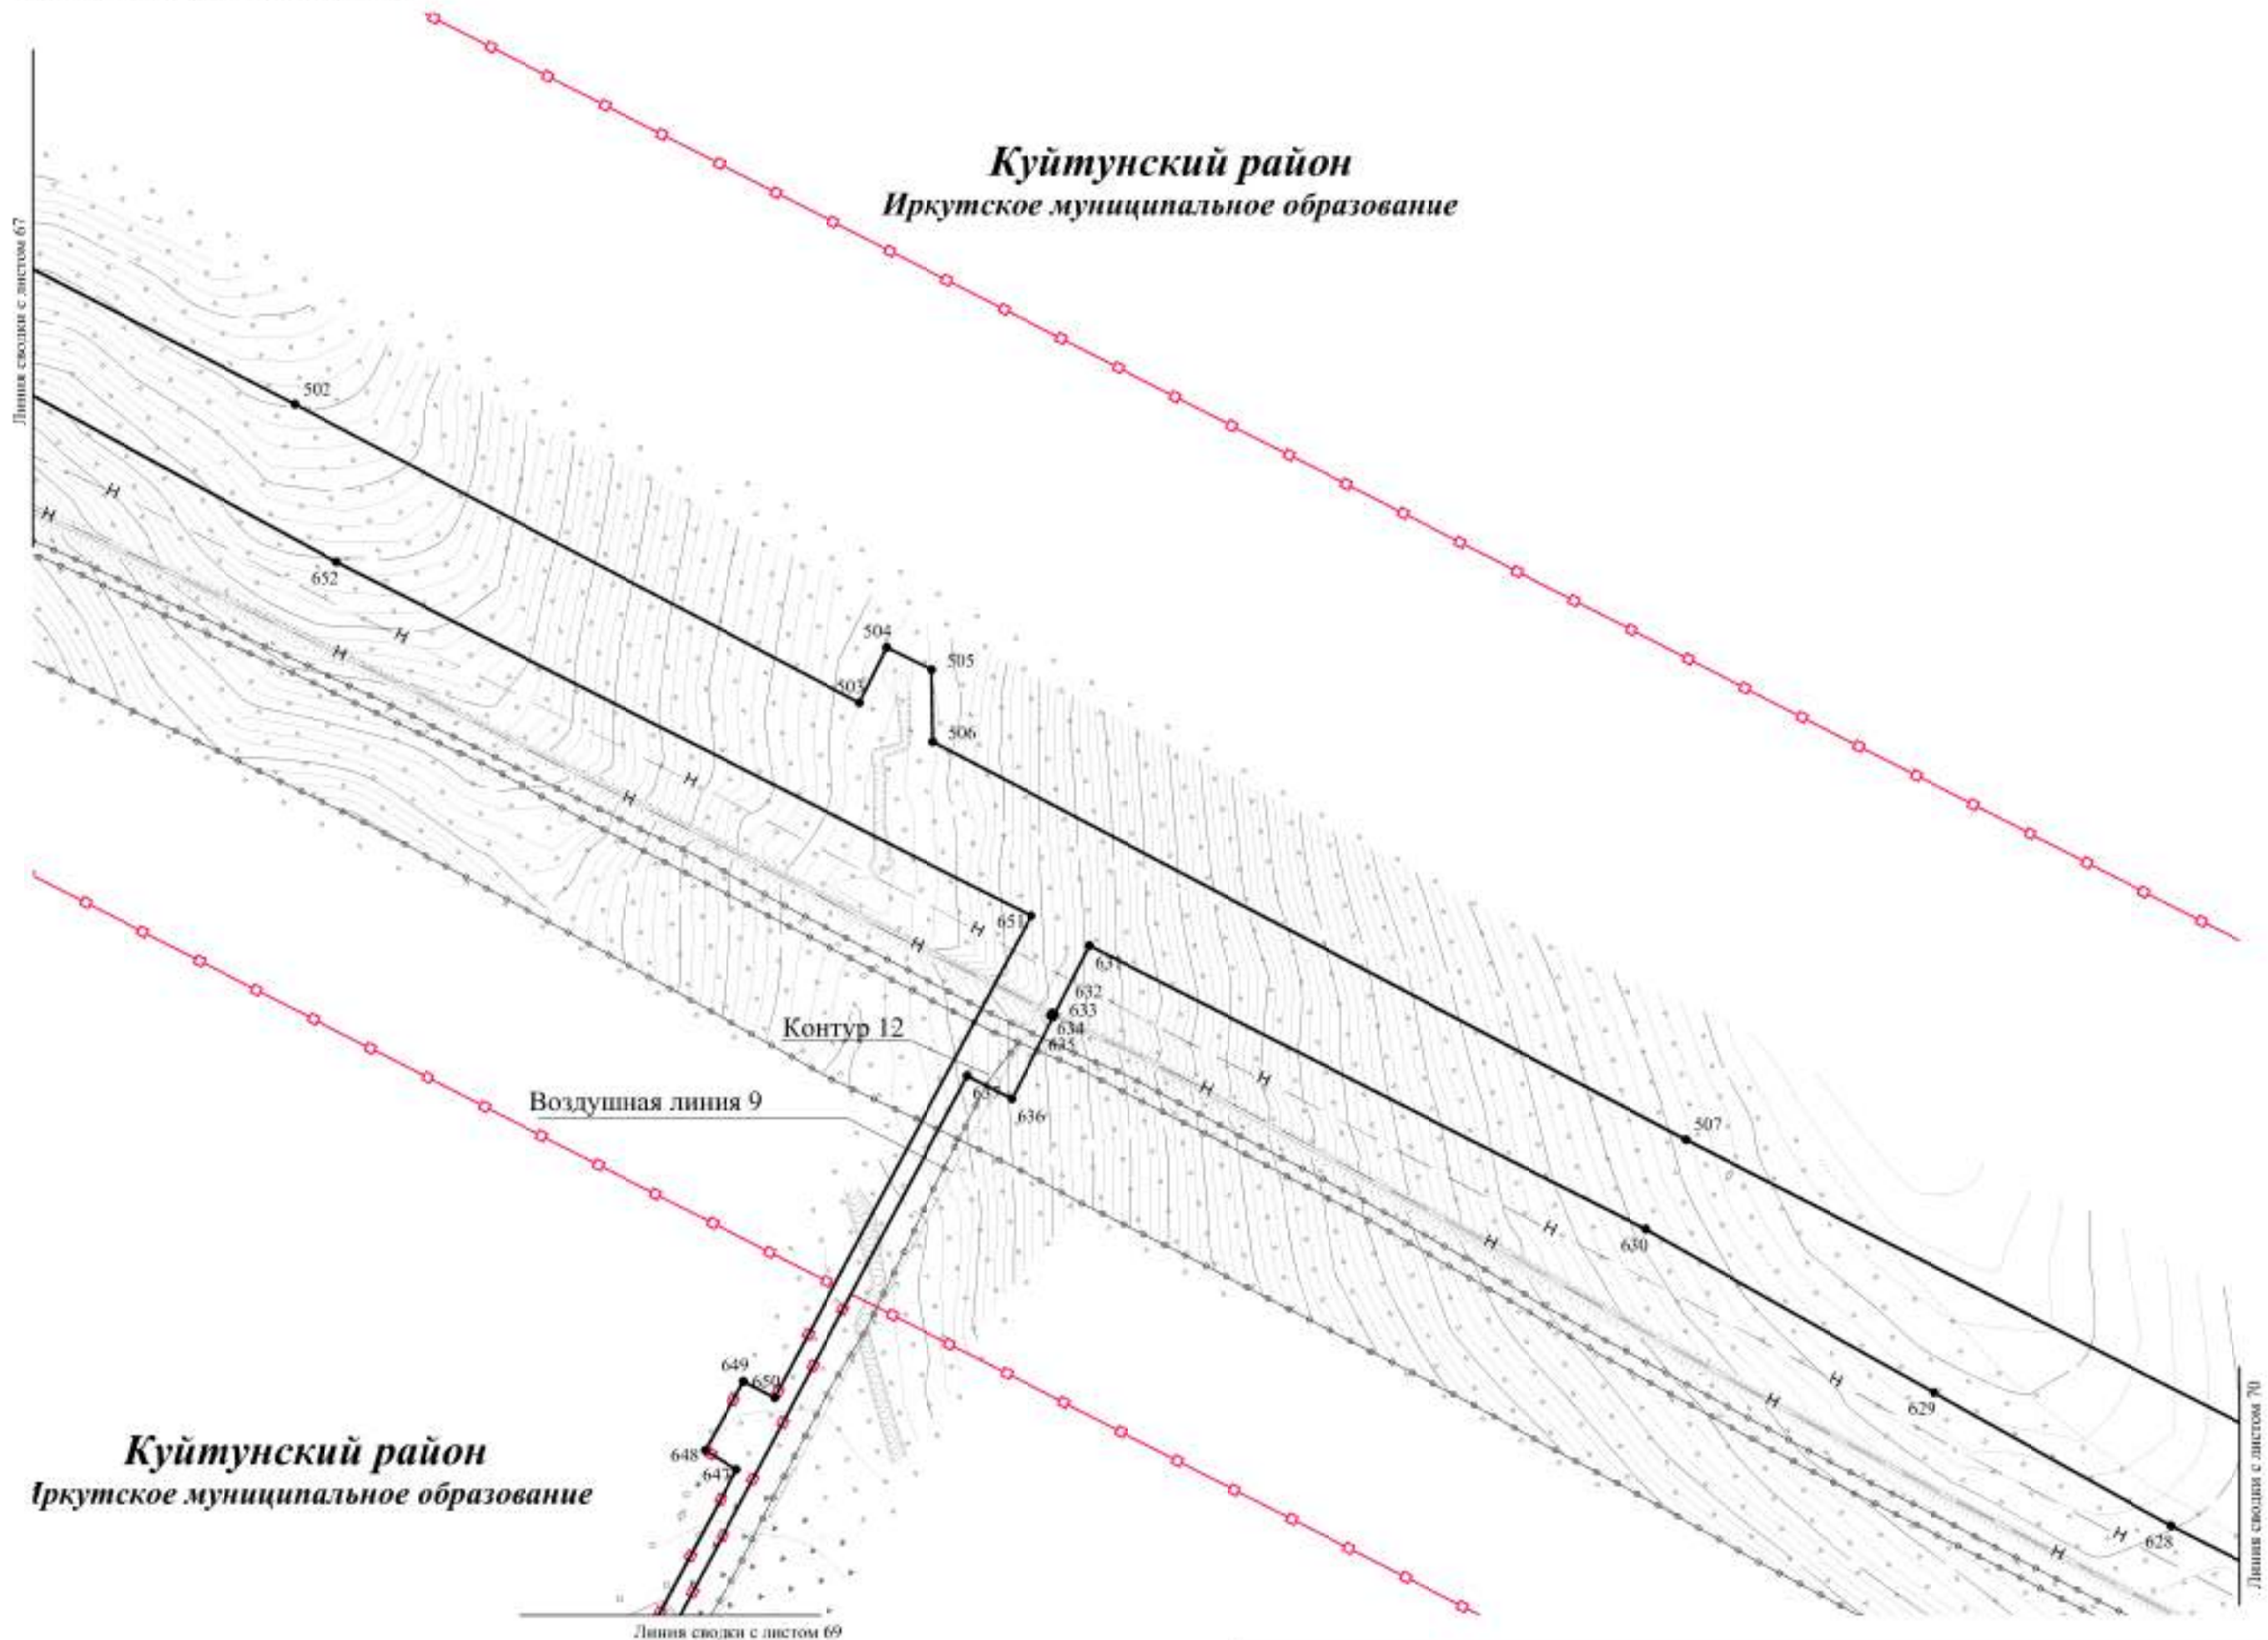 Куйтунский район
Иркутское муниципальное образование
Линия сводки с листом 67
502
652
Н
Н
Н
Н
504
505
503
506
Н
Н
651
Н
Н
631
632
633
634
635
Контур 12
637
636
Воздушная линия 9
Н
Н
507
630
Н
Н
649
650
629
Н
Н
648
647
Куйтунский район
Иркутское муниципальное образование
628
Н
Н
Линия сводки с листом 70
Линия сводки с листом 69